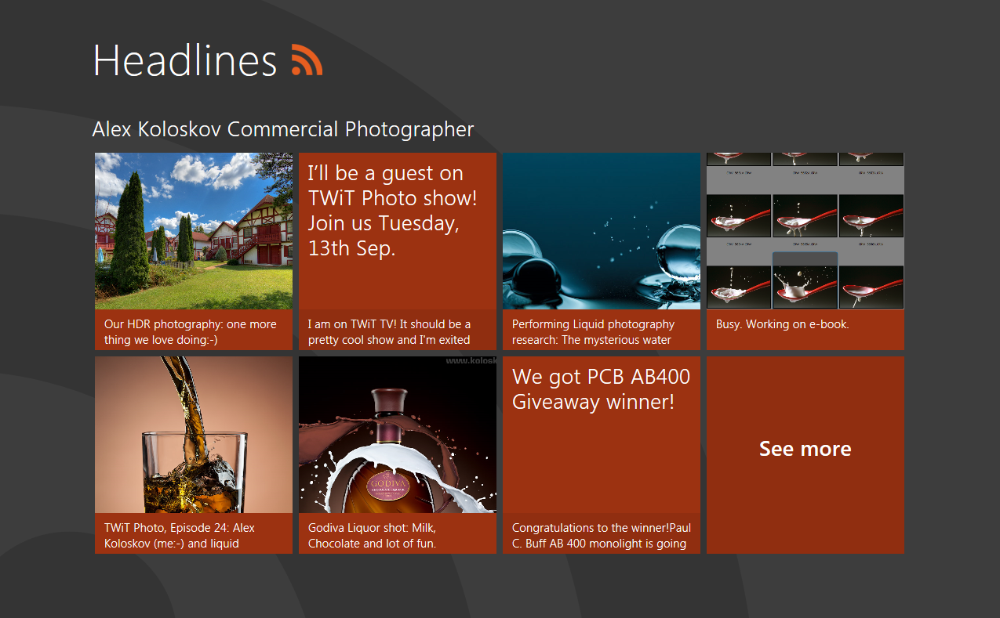 Headlines
Alex Koloskov Commercial Photographer
I'll be a guest on
TWiT Photo show!
Join us Tuesday,
13th Sep.
Our HDR photography: one more
thing we love doing:-)
I am on TWiT TV! It should be a
pretty cool show and I'm exited
Performing Liquid photography
research: The mysterious water
Busy. Working on e-book.
www.kolosk
GODIVA
We got PCB AB400
Giveaway winner!
See more
TWiT Photo, Episode 24: Alex
Koloskov (me:-) and liquid
Godiva Liquor shot: Milk,
Chocolate and lot of fun.
Congratulations to the winner!Paul
C. Buff AB 400 monolight is going